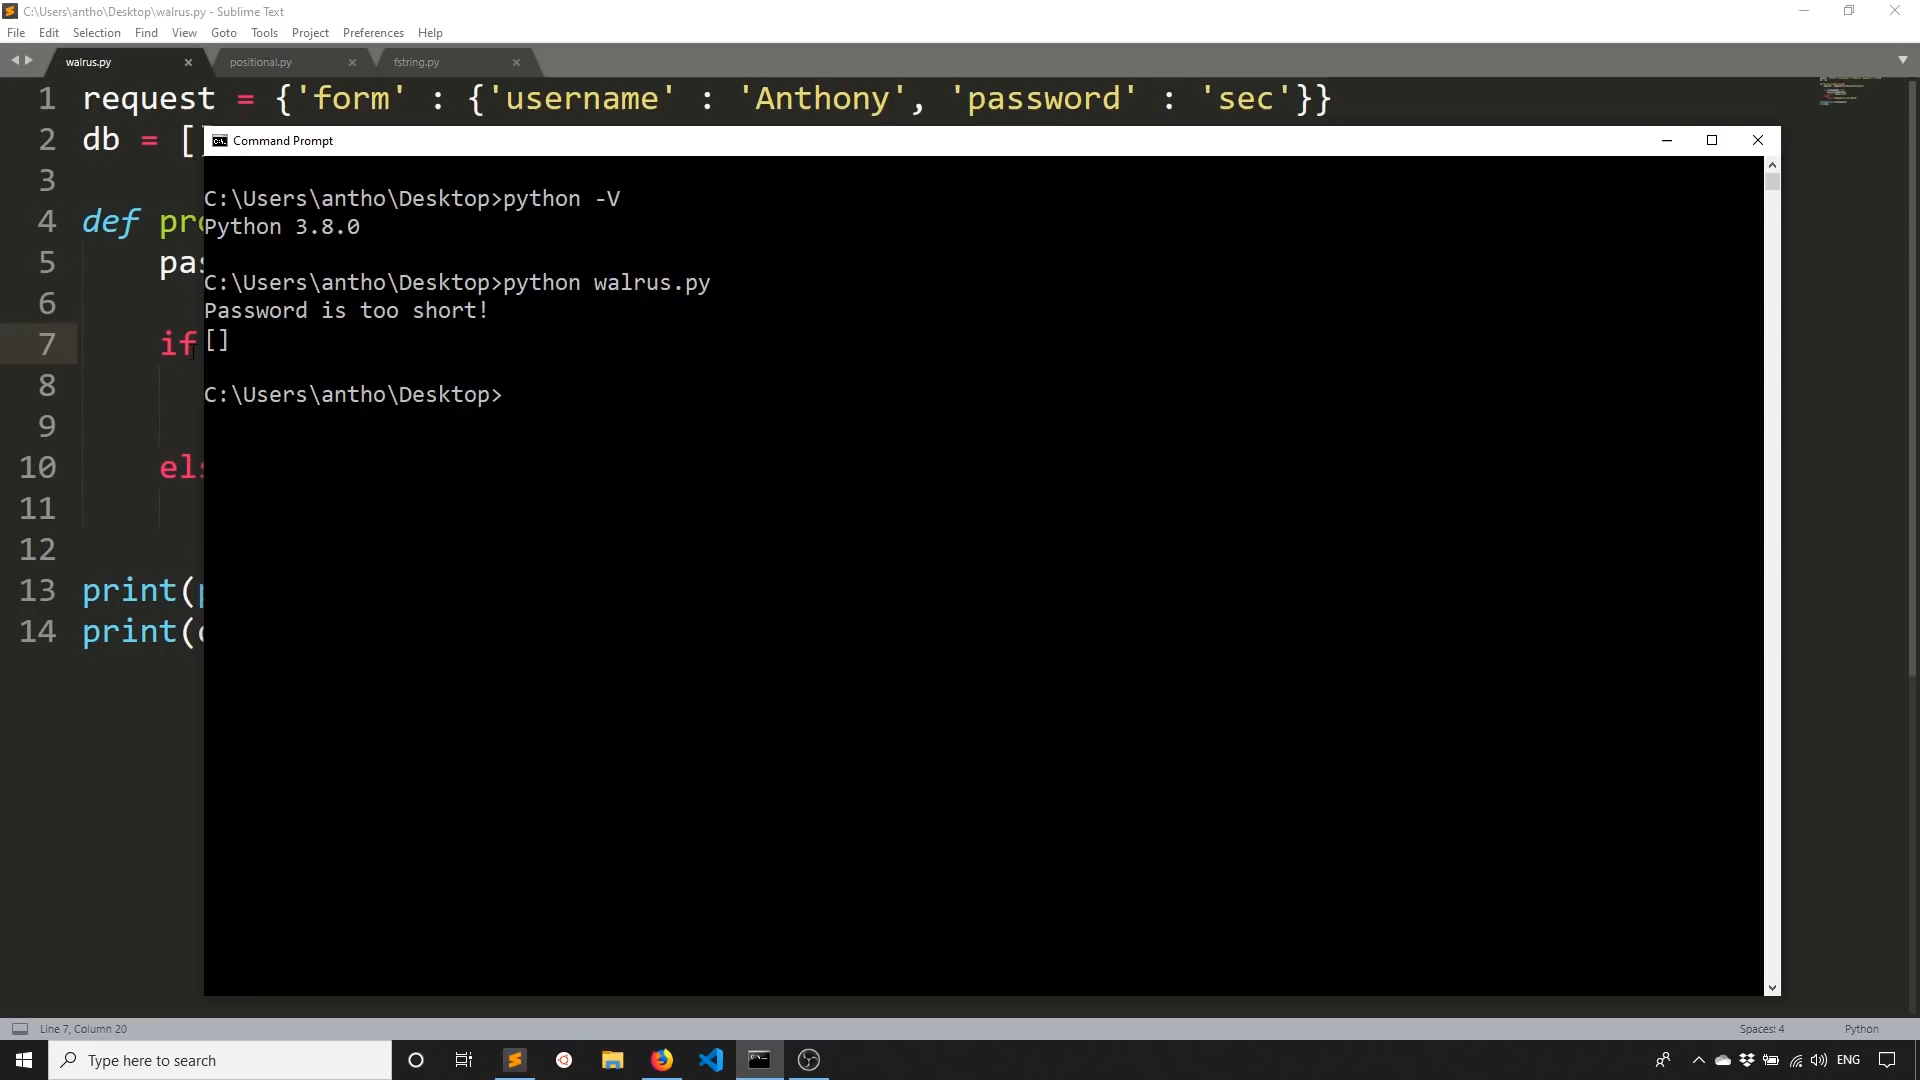 C:\Users\antho\Desktop\walrus.py - Sublime Text
File Edit Selection Find View Goto Tools Project Preferences Help
walrus.py positional.py fstring.py
1 request = {'form' : {'username' : 'Anthony', 'password' : 'sec'}}
2 db = [
Command Prompt
3
C:\Users\antho\Desktop>python -V
4 def pro
Python 3.8.0
5 pas
C:\Users\antho\Desktop>python walrus.py
6
Password is too short!
7 if
[]
8
C:\Users\antho\Desktop>
9
10 els
11
12
13 print(p
14 print(
Line 7, Column 20 Spaces: 4 Python
Type here to search ENG